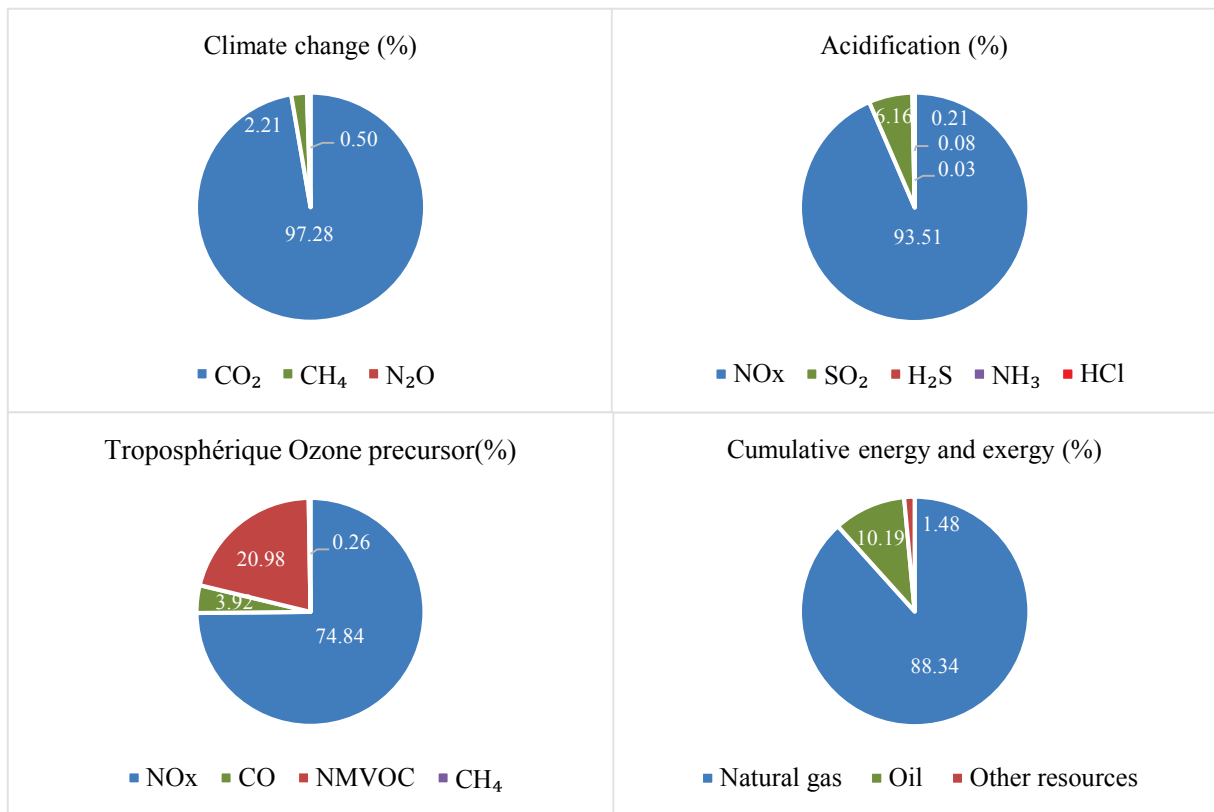 Climate change (%)
2.21
0.50
97.28
CO₂ CH₄ N₂O
Acidification (%)
6.16
0.21
0.08
0.03
93.51
NOx SO₂ H₂S NH₃ HCl
Troposphérique Ozone precursor(%)
20.98
0.26
3.92
74.84
NOx CO NMVOC CH₄
Cumulative energy and exergy (%)
1.48
10.19
88.34
Natural gas Oil Other resources